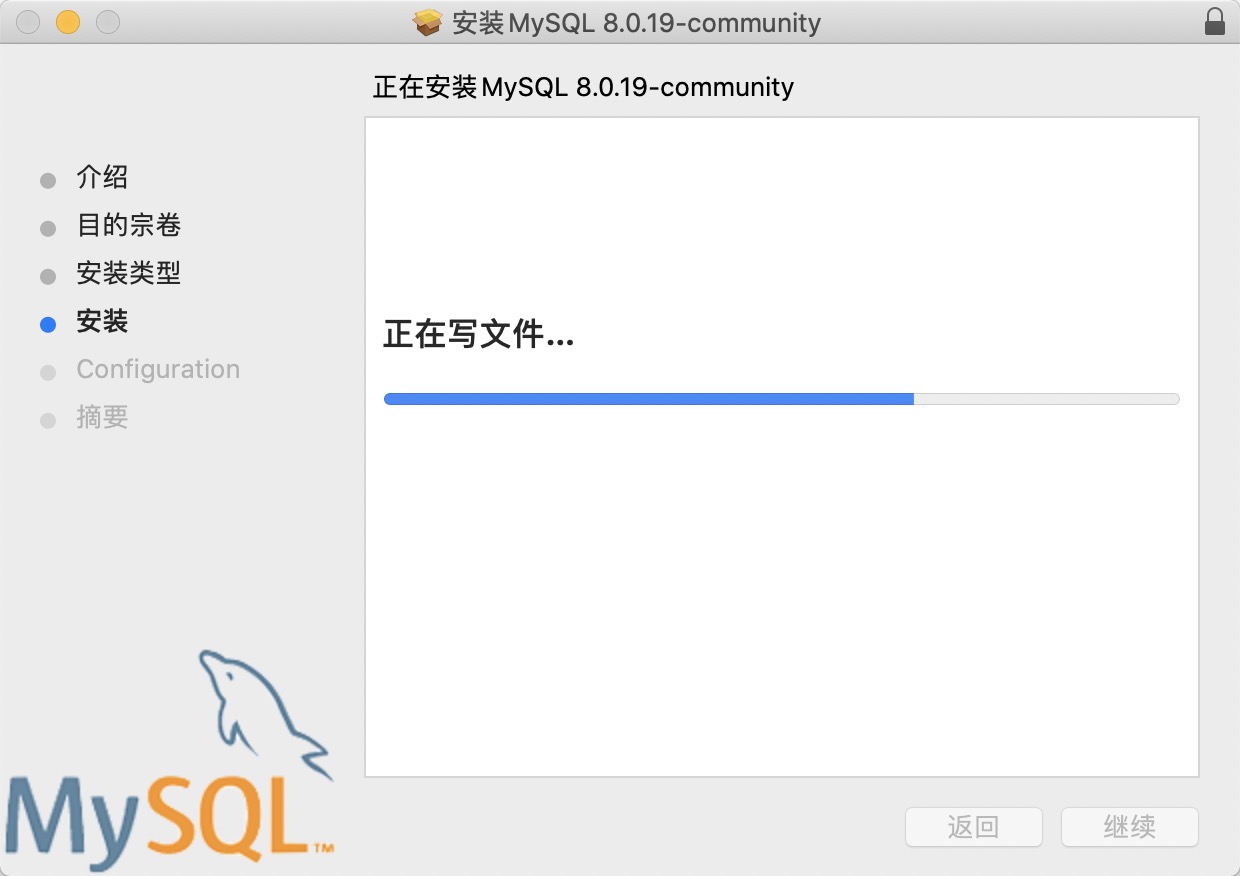 安装 MySQL 8.0.19-community
正在安装 MySQL 8.0.19-community
介绍
目的宗卷
安装类型
安装
Configuration
摘要
正在写文件...
MySQL™
返回
继续